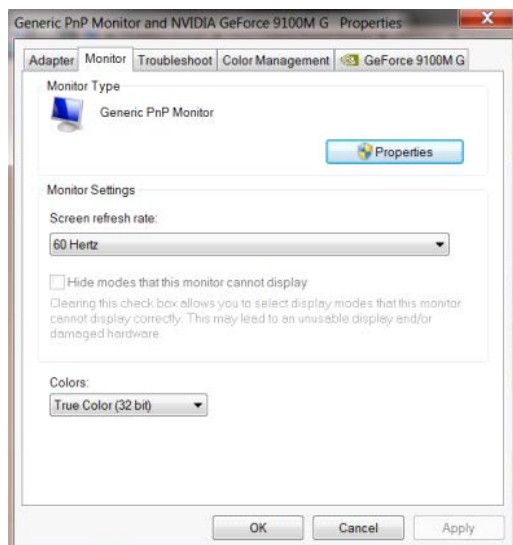 Generic PnP Monitor and NVIDIA GeForce 9100M G Properties
Adapter Monitor Troubleshoot Color Management GeForce 9100M G
Monitor Type
Generic PnP Monitor
Properties
Monitor Settings
Screen refresh rate:
60 Hertz
Hide modes that this monitor cannot display
Clearing this check box allows you to select display modes that this monitor
cannot display correctly. This may lead to an unusable display and/or
damaged hardware.
Colors:
True Color (32 bit)
OK Cancel Apply